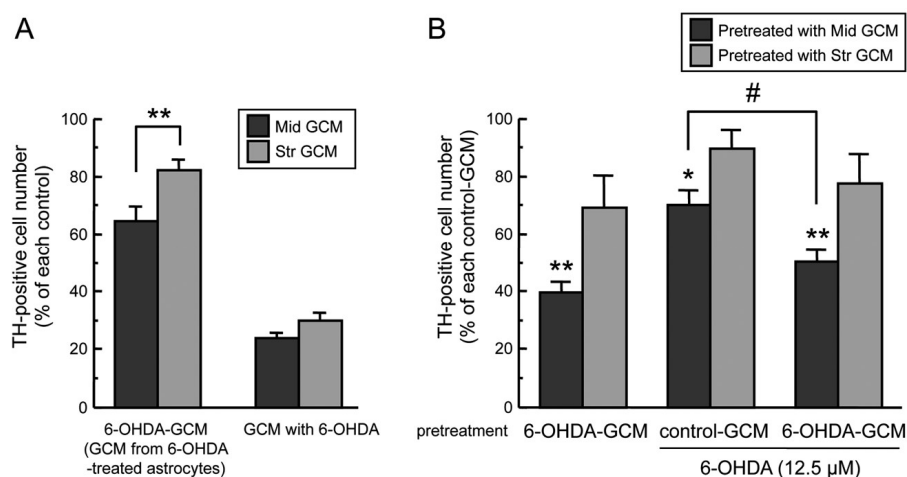 A
TH-positive cell number
(% of each control)
100
80
60
40
20
0
**
Mid GCM
Str GCM
6-OHDA-GCM
(GCM from 6-OHDA
-treated astrocytes)
GCM with 6-OHDA
B
Pretreated with Mid GCM
Pretreated with Str GCM
TH-positive cell number
(% of each control-GCM)
100
80
60
40
20
0
#
**
*
**
pretreatment 6-OHDA-GCM control-GCM 6-OHDA-GCM
6-OHDA (12.5 µM)